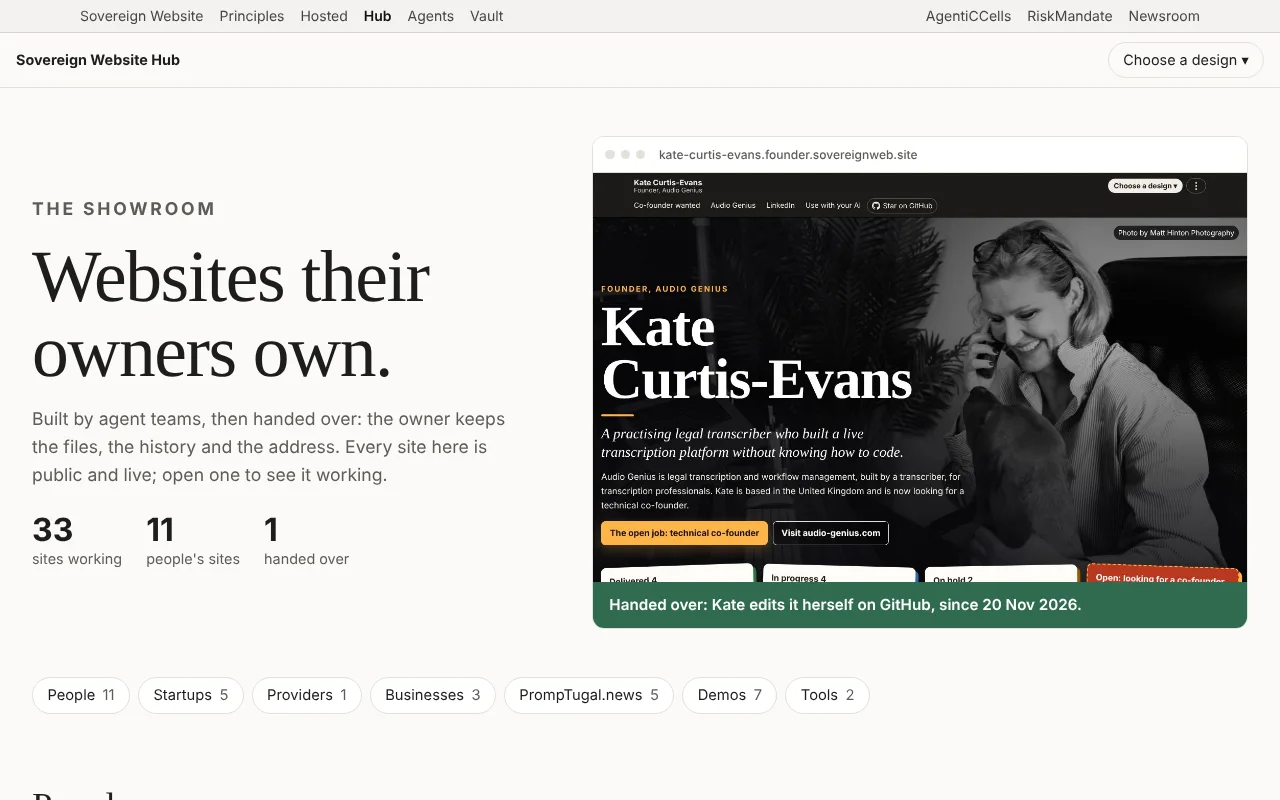 Sovereign Website Principles Hosted Hub Agents Vault AgentiCCells RiskMandate Newsroom
Sovereign Website Hub Choose a design ▾
THE SHOWROOM
Websites their
owners own.
Built by agent teams, then handed over: the owner keeps
the files, the history and the address. Every site here is
public and live; open one to see it working.
33 11 1
sites working people's sites handed over
kate-curtis-evans.founder.sovereignweb.site
Kate Curtis-Evans
Founder, Audio Genius
Choose a design ▾
Co-founder wanted Audio Genius LinkedIn Use with your AI Star on GitHub
Photo by Matt Hinton Photography
FOUNDER, AUDIO GENIUS
Kate
Curtis-Evans
A practising legal transcriber who built a live
transcription platform without knowing how to code.
Audio Genius is legal transcription and workflow management, built by a transcriber, for
transcription professionals. Kate is based in the United Kingdom and is now looking for a
technical co-founder.
The open job: technical co-founder Visit audio-genius.com
Delivered 4 In progress 4 On hold 2 Open: looking for a co-founder
Handed over: Kate edits it herself on GitHub, since 20 Nov 2026.
People 11 Startups 5 Providers 1 Businesses 3 PrompTugal.news 5 Demos 7 Tools 2